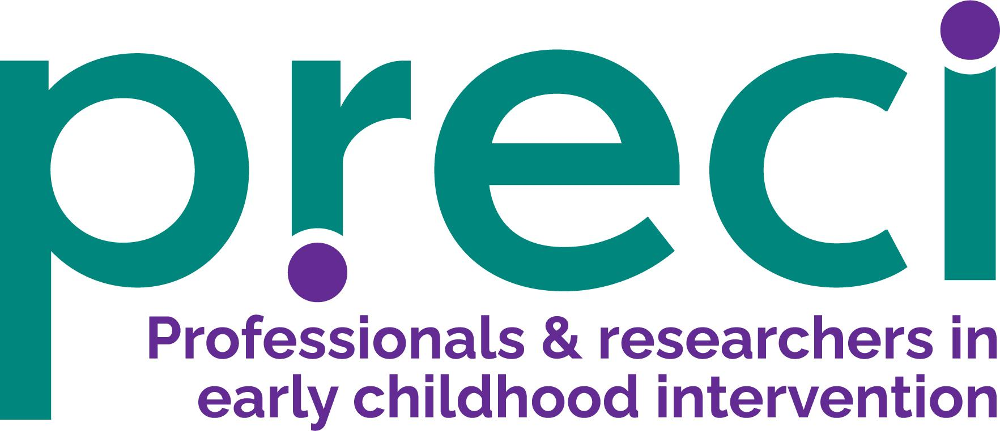 preci
Professionals & researchers in
early childhood intervention